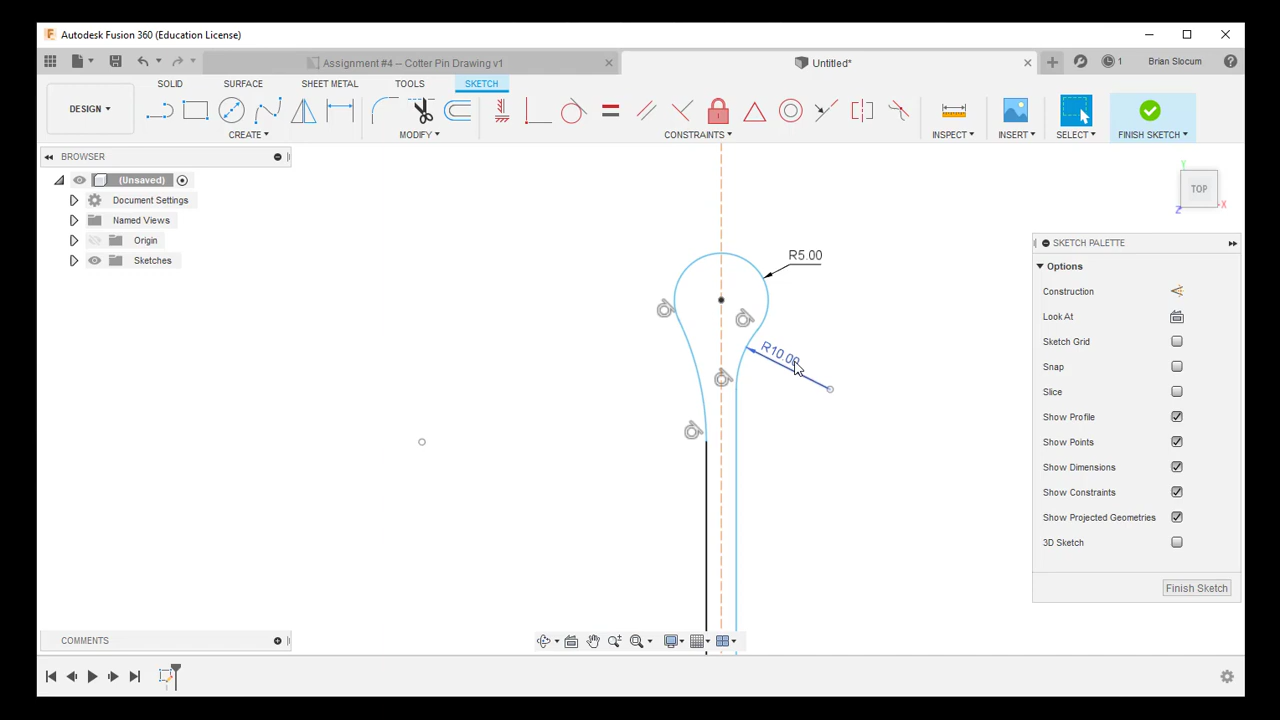 Autodesk Fusion 360 (Education License)
Assignment #4 -- Cotter Pin Drawing v1
Untitled*
1
Brian Slocum
SOLID
SURFACE
SHEET METAL
TOOLS
SKETCH
DESIGN
CREATE
MODIFY
CONSTRAINTS
INSPECT
INSERT
SELECT
FINISH SKETCH
BROWSER
(Unsaved)
Document Settings
Named Views
Origin
Sketches
Y
TOP
X
Z
R5.00
R10.00
SKETCH PALETTE
Options
Construction
Look At
Sketch Grid
Snap
Slice
Show Profile
Show Points
Show Dimensions
Show Constraints
Show Projected Geometries
3D Sketch
Finish Sketch
COMMENTS